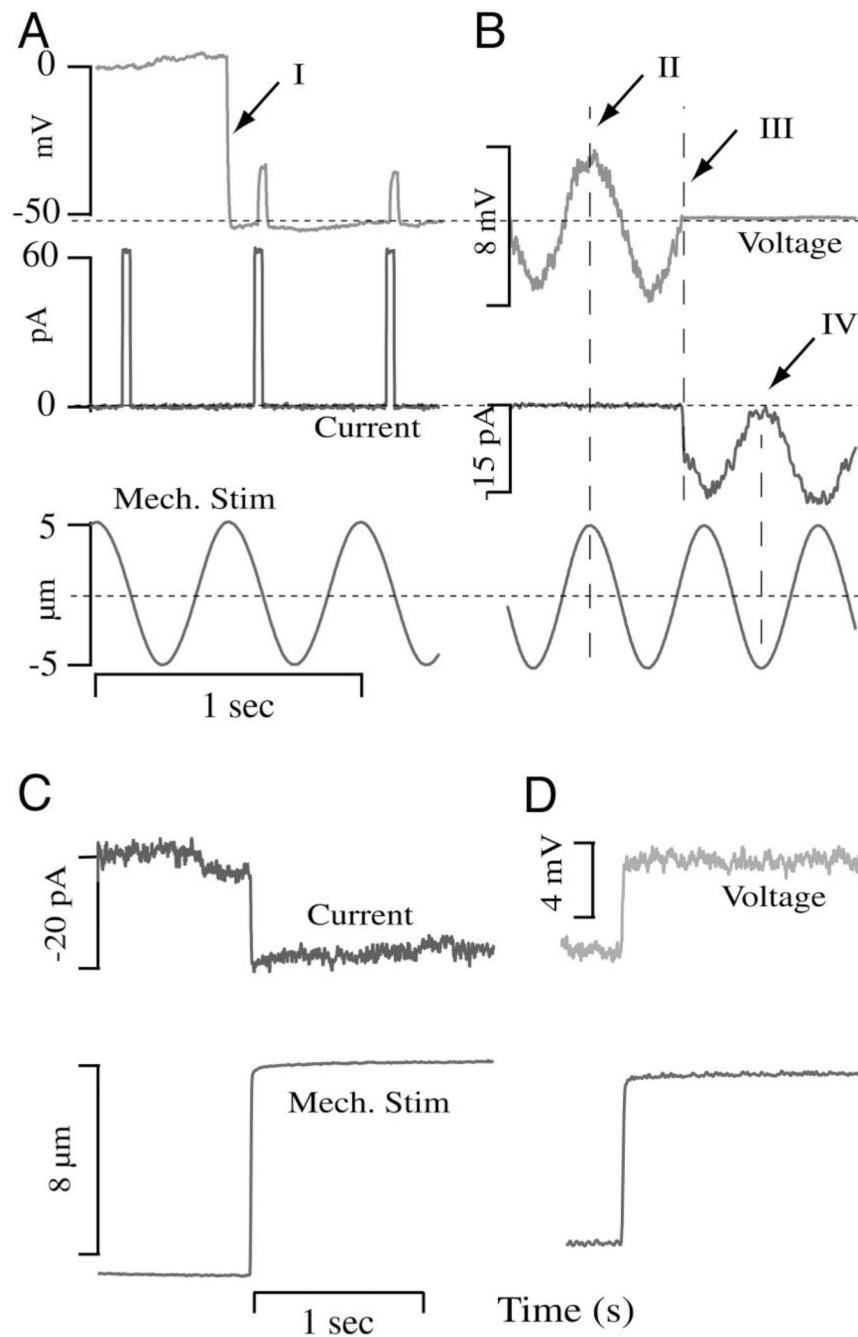 A
B
0
mV
-50
I
II
III
8 mV
Voltage
60
pA
0
Current
IV
15 pA
Mech. Stim
5
μm
-5
1 sec
C
D
-20 pA
Current
4 mV
Voltage
8 μm
Mech. Stim
1 sec
Time (s)